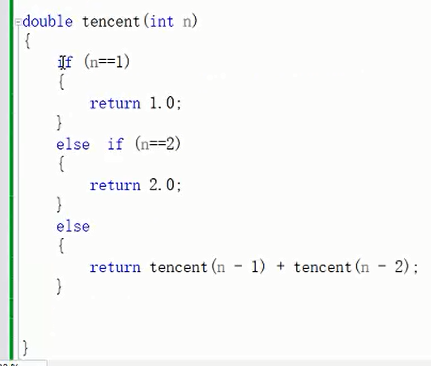 double tencent(int n)
{
if (n==1)
{
return 1.0;
}
else if (n==2)
{
return 2.0;
}
else
{
return tencent(n - 1) + tencent(n - 2);
}
}